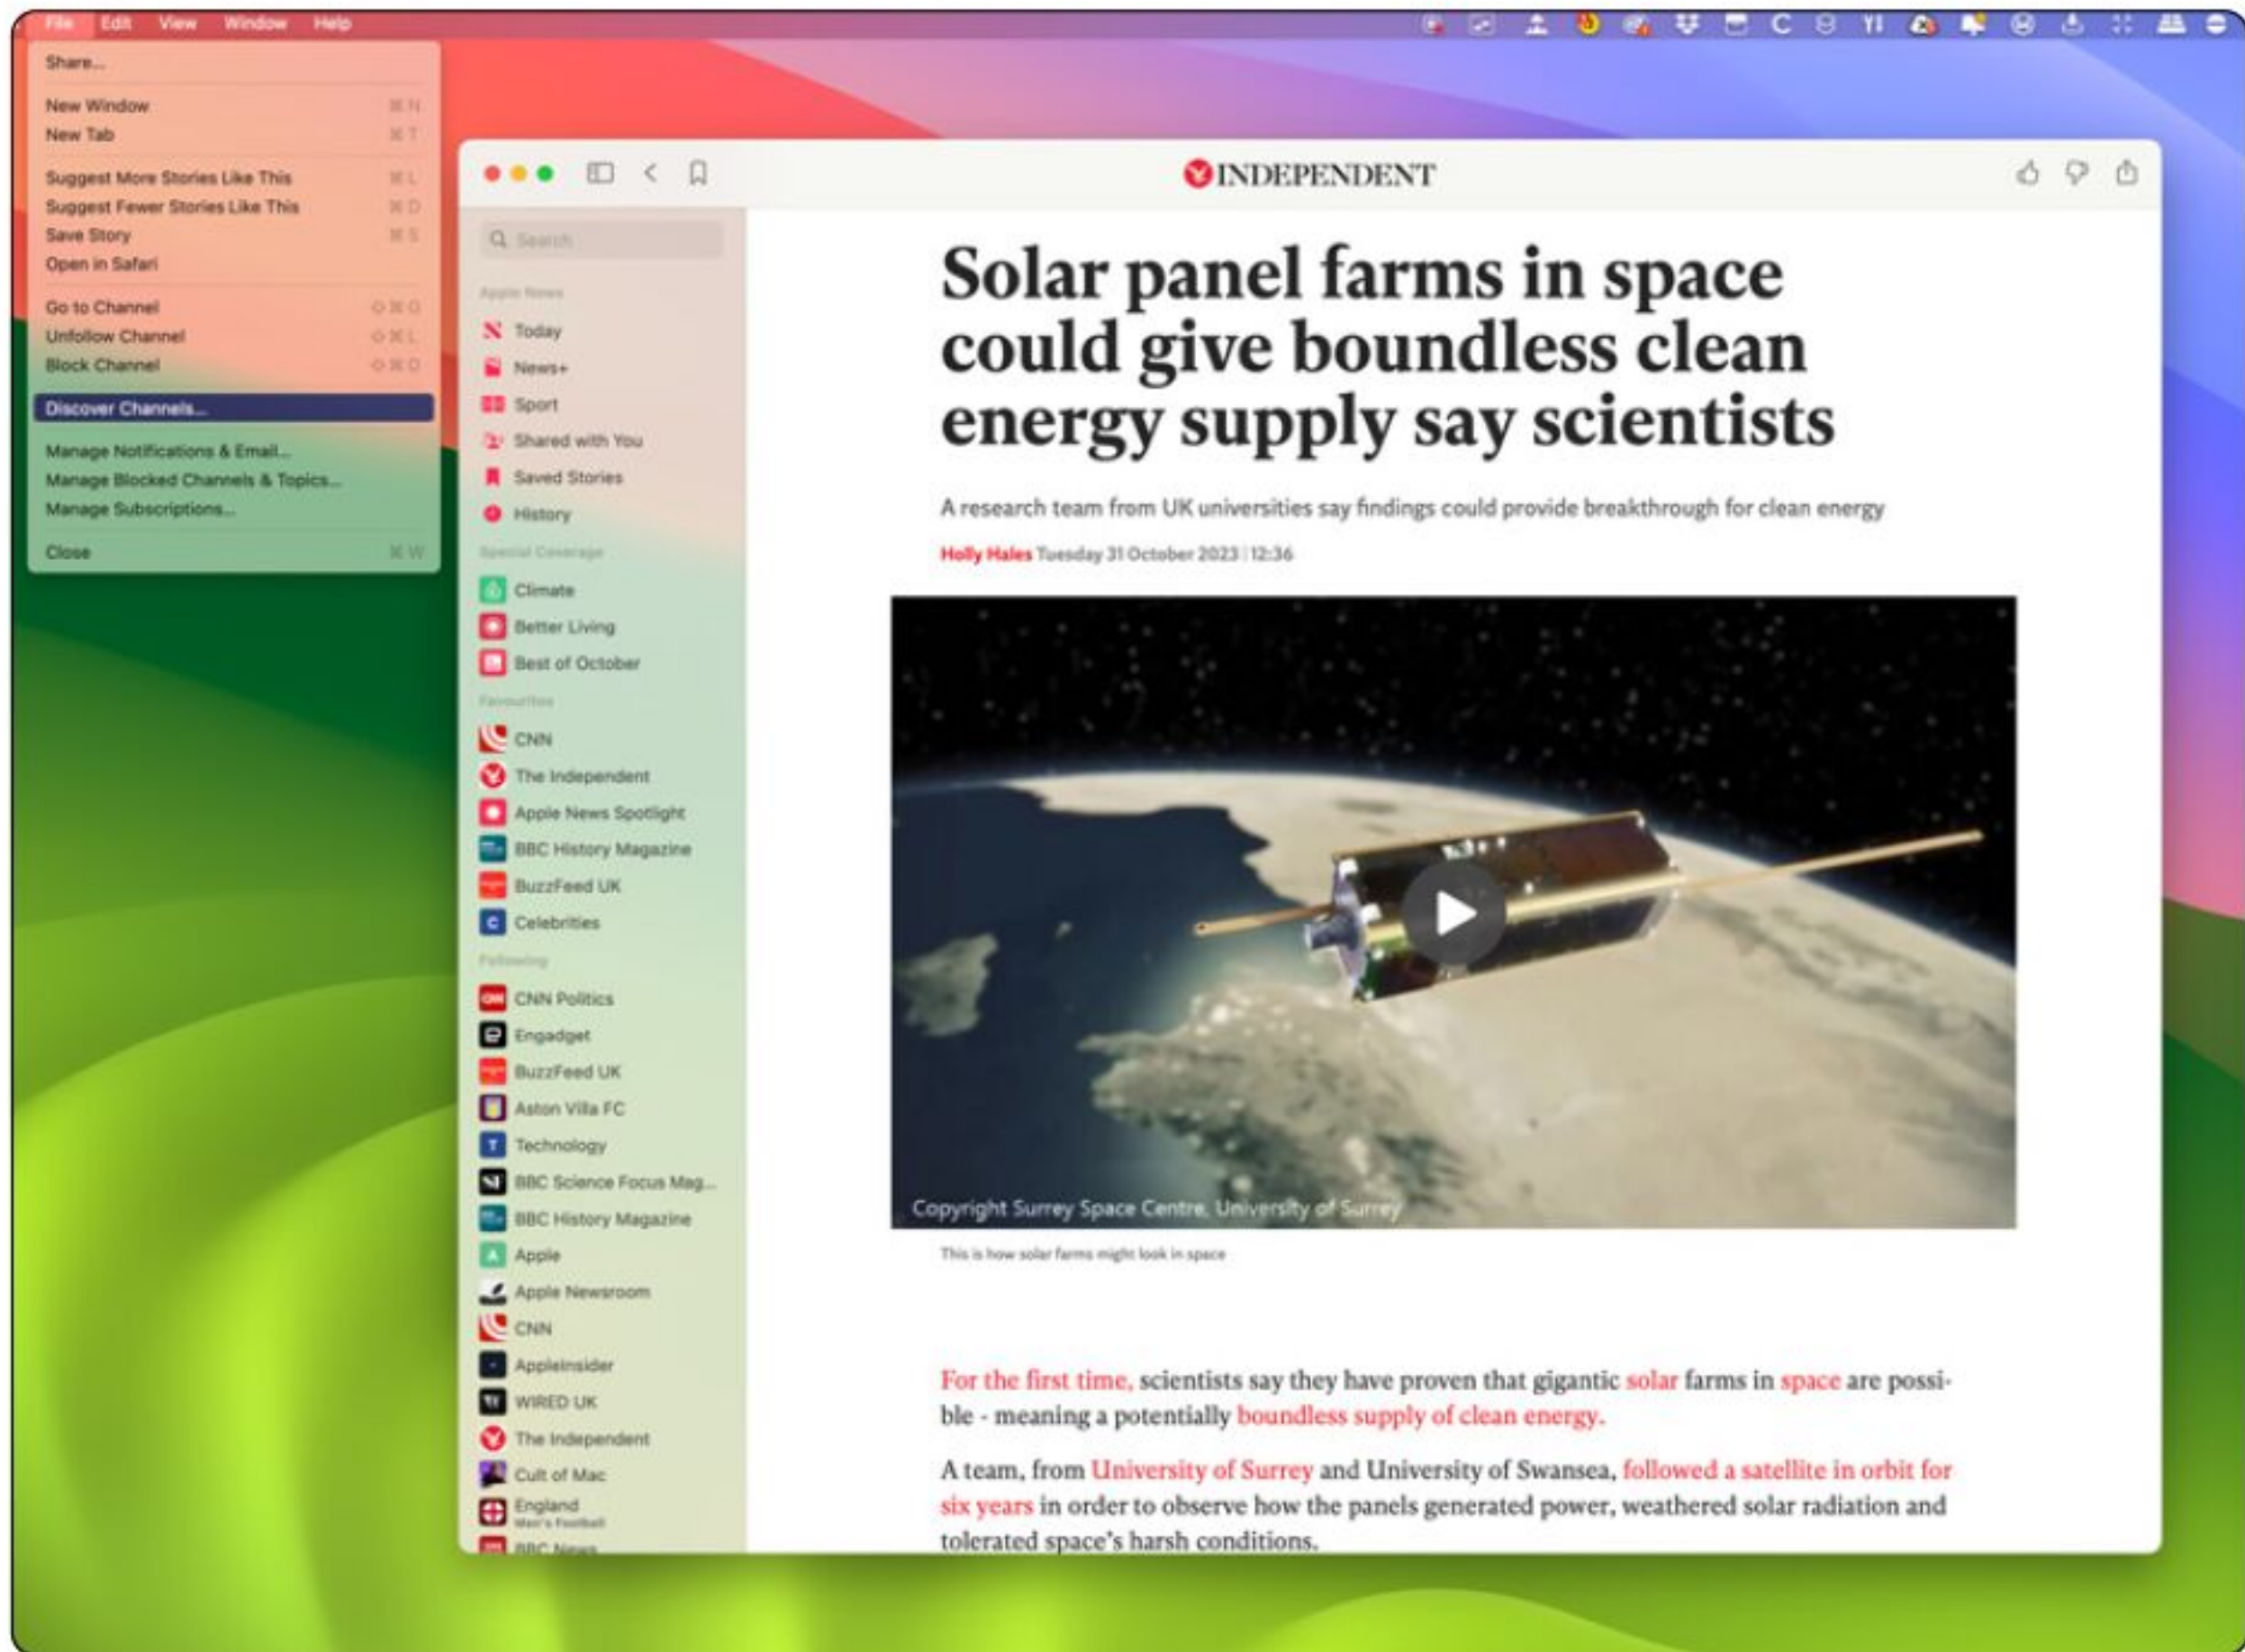 File Edit View Window Help
Share...
New Window ⌘ N
New Tab ⌘ T
Suggest More Stories Like This ⌘ L
Suggest Fewer Stories Like This ⌘ D
Save Story ⌘ S
Open in Safari
Go to Channel
Unfollow Channel
Block Channel
Discover Channels...
Manage Notifications & Email...
Manage Blocked Channels & Topics...
Manage Subscriptions...
Close ⌘ W
INDEPENDENT
Search
Apple News
Today
News+
Sport
Shared with You
Saved Stories
History
Special Coverage
Climate
Better Living
Best of October
Favourites
CNN
The Independent
Apple News Spotlight
BBC History Magazine
BuzzFeed UK
C Celebrities
Following
CNN CNN Politics
Engadget
BuzzFeed UK
Aston Villa FC
T Technology
BBC Science Focus Mag...
BBC History Magazine
A Apple
Apple Newsroom
CNN
AppleInsider
WIRED UK
The Independent
Cult of Mac
England
Men's Football
BBC News
Solar panel farms in space
could give boundless clean
energy supply say scientists
A research team from UK universities say findings could provide breakthrough for clean energy
Holly Hales Tuesday 31 October 2023 | 12:36
Copyright Surrey Space Centre, University of Surrey
This is how solar farms might look in space
For the first time, scientists say they have proven that gigantic solar farms in space are possi-
ble - meaning a potentially boundless supply of clean energy.
A team, from University of Surrey and University of Swansea, followed a satellite in orbit for
six years in order to observe how the panels generated power, weathered solar radiation and
tolerated space's harsh conditions.